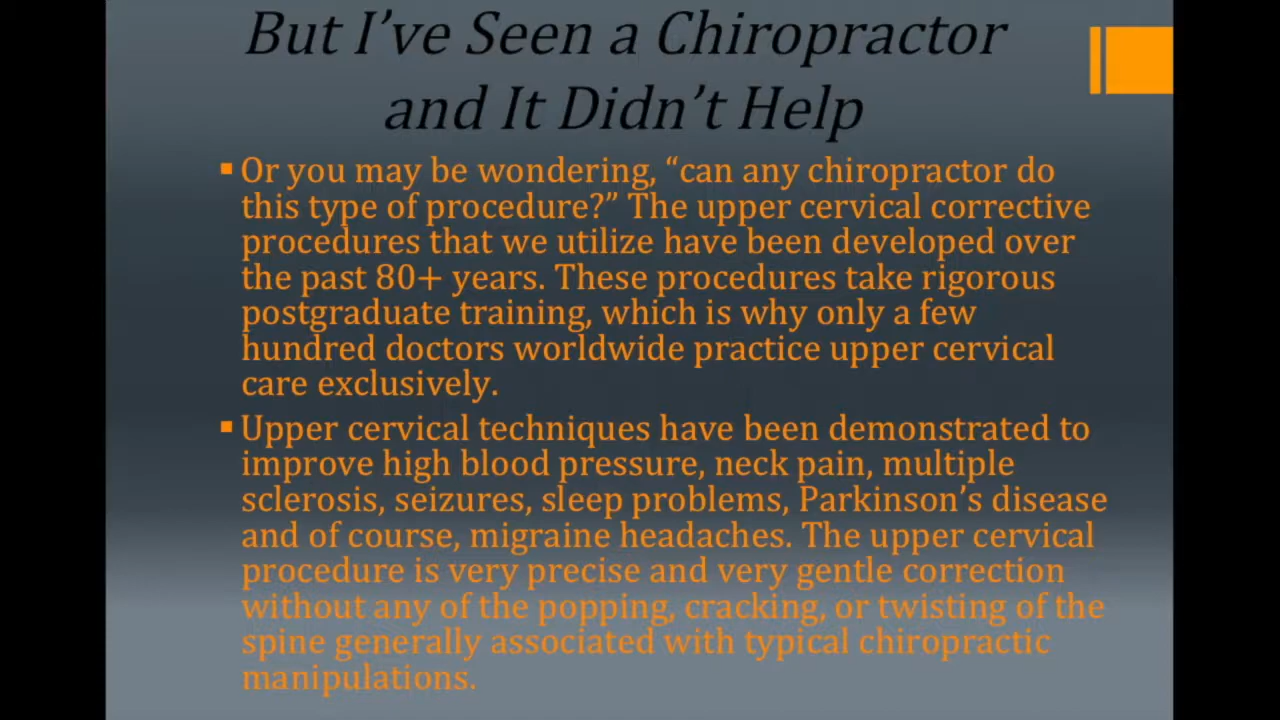 But I’ve Seen a Chiropractor
and It Didn’t Help
▪ Or you may be wondering, “can any chiropractor do
this type of procedure?” The upper cervical corrective
procedures that we utilize have been developed over
the past 80+ years. These procedures take rigorous
postgraduate training, which is why only a few
hundred doctors worldwide practice upper cervical
care exclusively.
▪ Upper cervical techniques have been demonstrated to
improve high blood pressure, neck pain, multiple
sclerosis, seizures, sleep problems, Parkinson’s disease
and of course, migraine headaches. The upper cervical
procedure is very precise and very gentle correction
without any of the popping, cracking, or twisting of the
spine generally associated with typical chiropractic
manipulations.